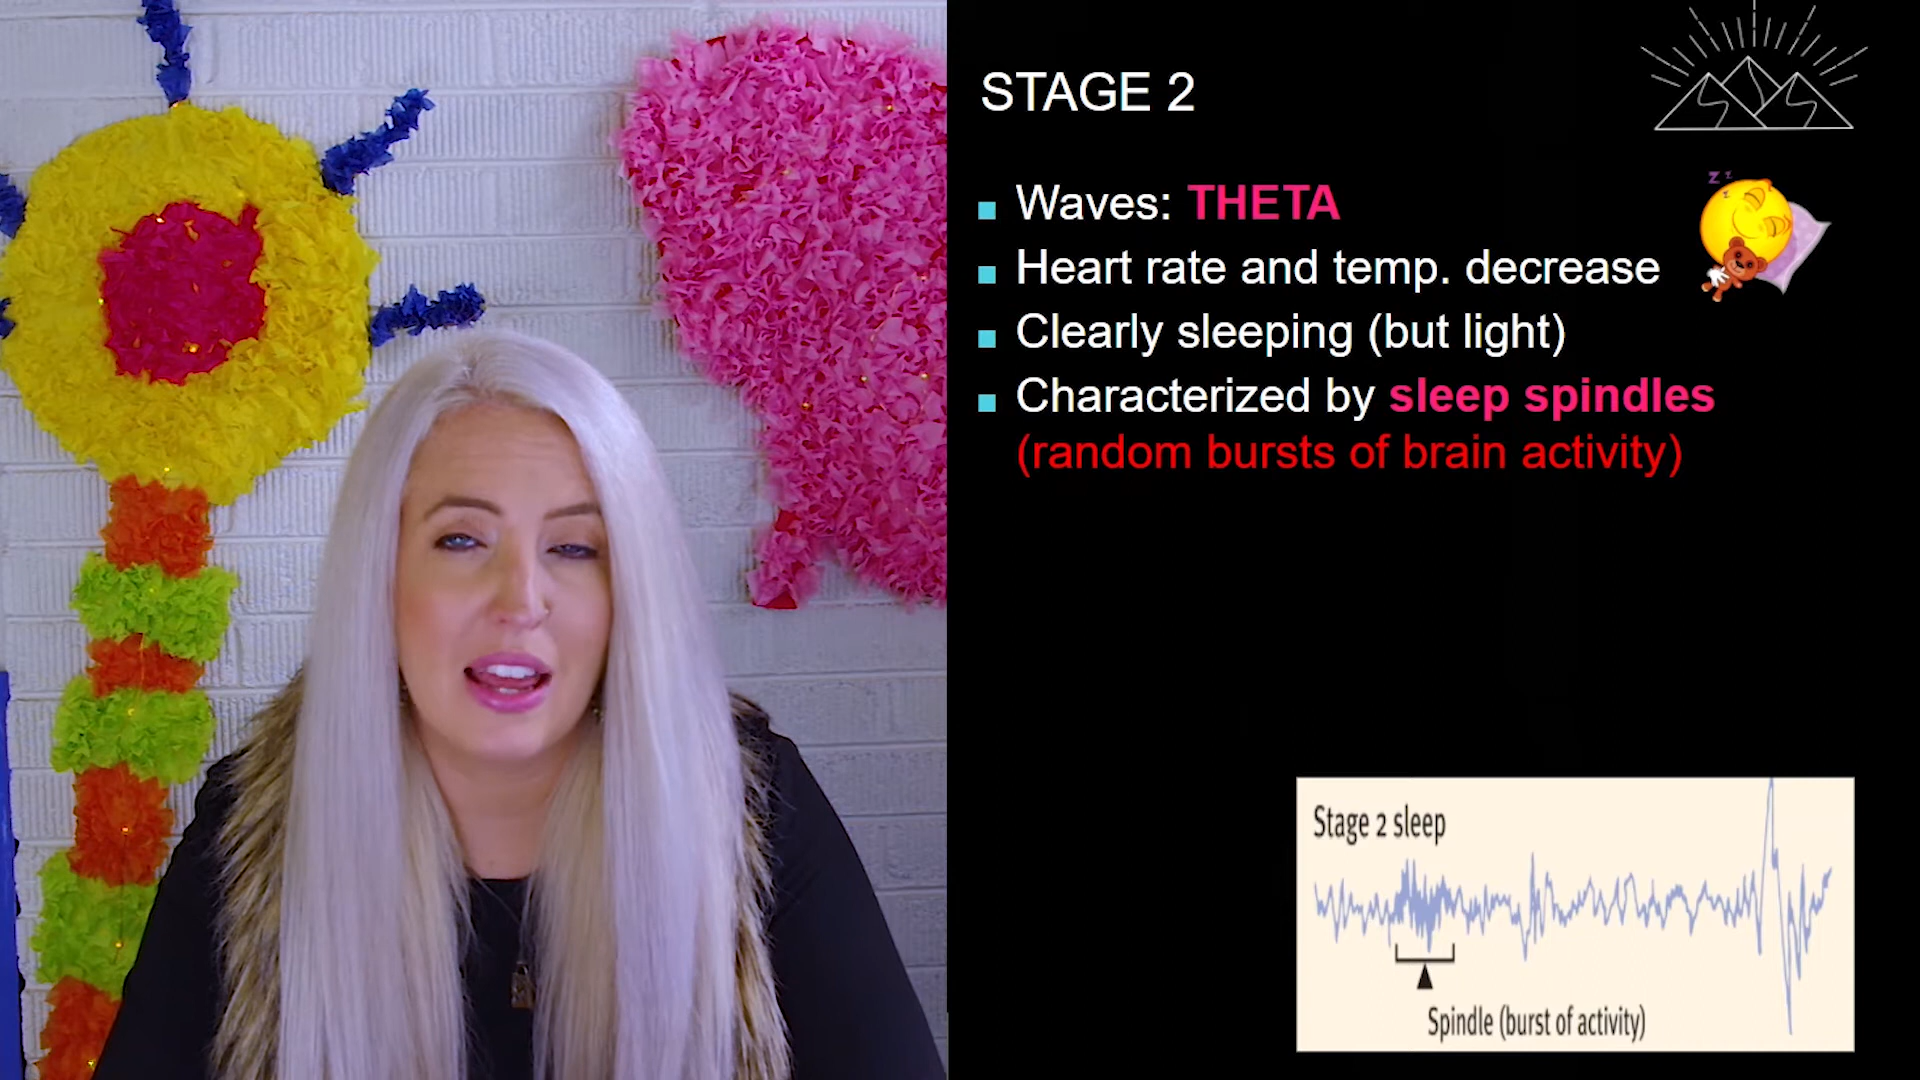 STAGE 2
Waves: THETA
Heart rate and temp. decrease
Clearly sleeping (but light)
Characterized by sleep spindles
(random bursts of brain activity)
z z
z
Stage 2 sleep
Spindle (burst of activity)